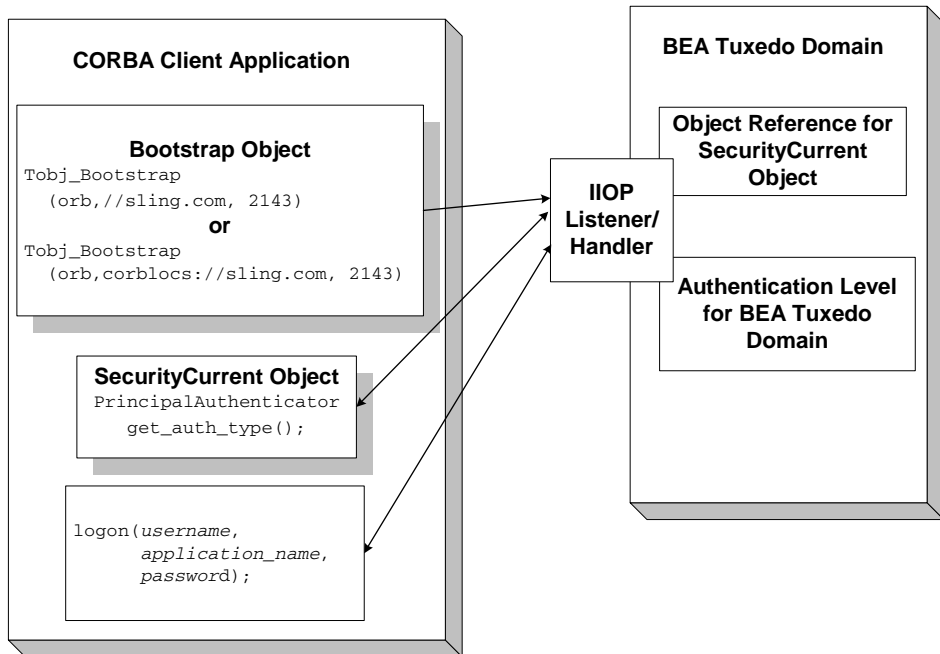 CORBA Client Application
Bootstrap Object
Tobj_Bootstrap
(orb,//sling.com, 2143)
or
Tobj_Bootstrap
(orb,corblocs://sling.com, 2143)
SecurityCurrent Object
PrincipalAuthenticator
get_auth_type();
logon(username,
application_name,
password);
IIOP
Listener/
Handler
BEA Tuxedo Domain
Object Reference for
SecurityCurrent
Object
Authentication Level
for BEA Tuxedo
Domain